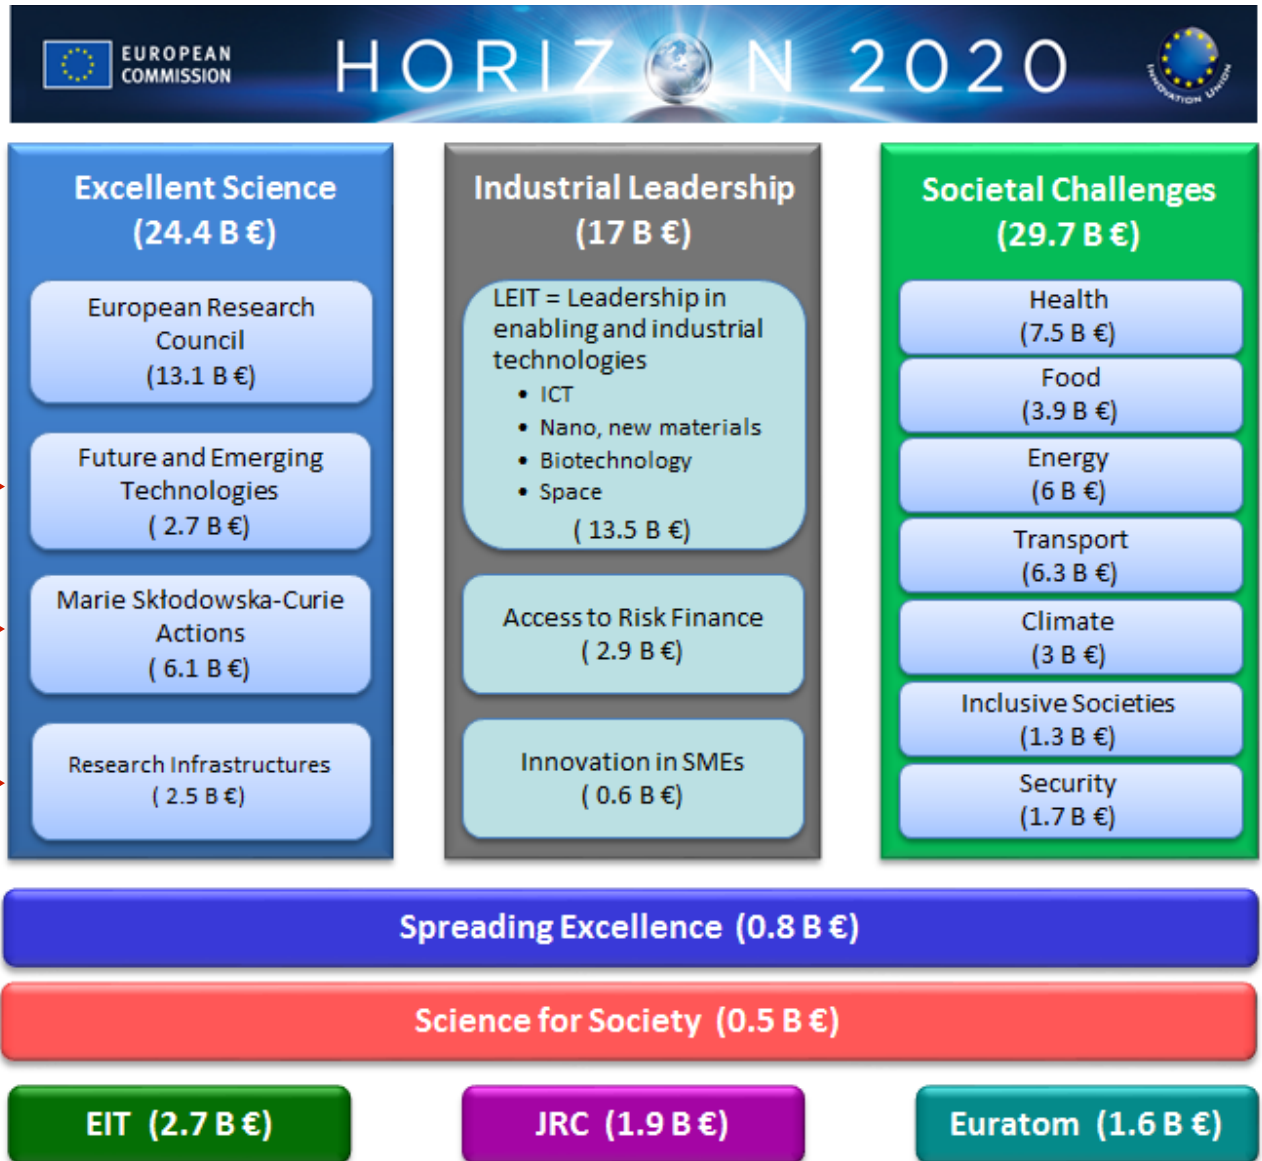 EUROPEAN
COMMISSION
HORIZON 2020
INNOVATION UNION
Excellent Science
(24.4 B €)
European Research
Council
(13.1 B €)
Future and Emerging
Technologies
( 2.7 B €)
Marie Skłodowska-Curie
Actions
( 6.1 B €)
Research Infrastructures
( 2.5 B €)
Industrial Leadership
(17 B €)
LEIT = Leadership in
enabling and industrial
technologies
• ICT
• Nano, new materials
• Biotechnology
• Space
( 13.5 B €)
Access to Risk Finance
( 2.9 B €)
Innovation in SMEs
( 0.6 B €)
Societal Challenges
(29.7 B €)
Health
(7.5 B €)
Food
(3.9 B €)
Energy
(6 B €)
Transport
(6.3 B €)
Climate
(3 B €)
Inclusive Societies
(1.3 B €)
Security
(1.7 B €)
Spreading Excellence (0.8 B €)
Science for Society (0.5 B €)
EIT (2.7 B €)
JRC (1.9 B €)
Euratom (1.6 B €)